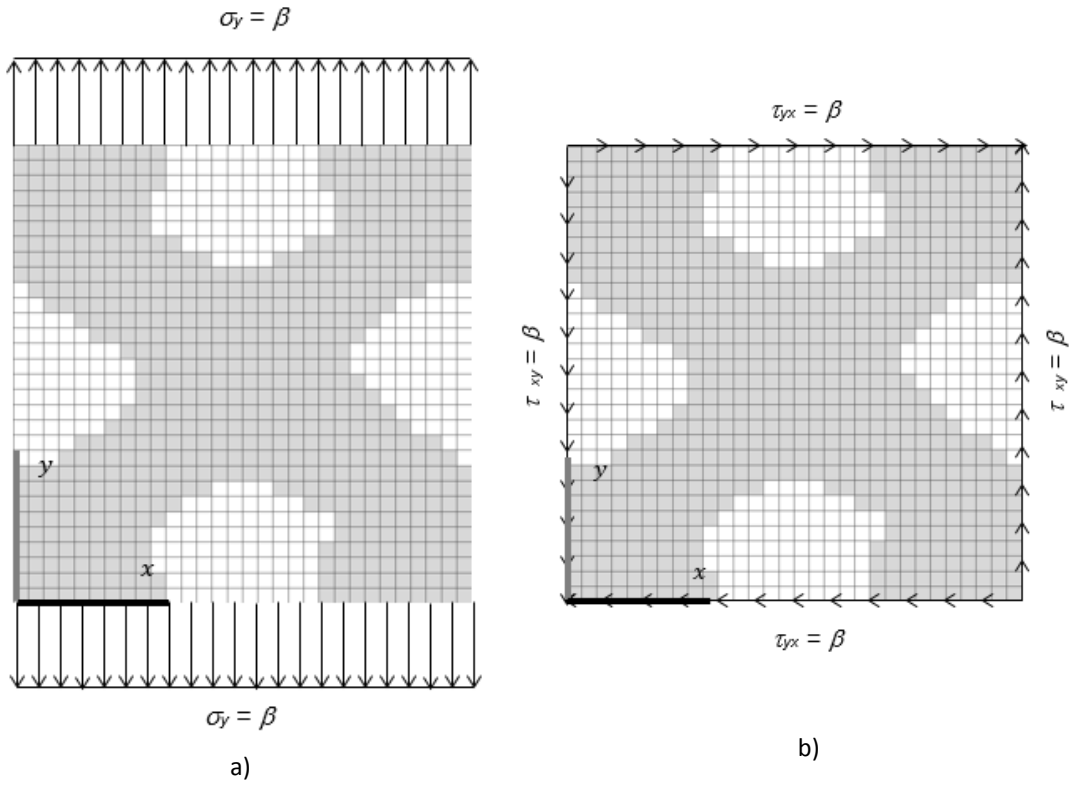 σy = β
y
x
σy = β
a)
τyx = β
τ xy = β
τ xy = β
y
x
τyx = β
b)